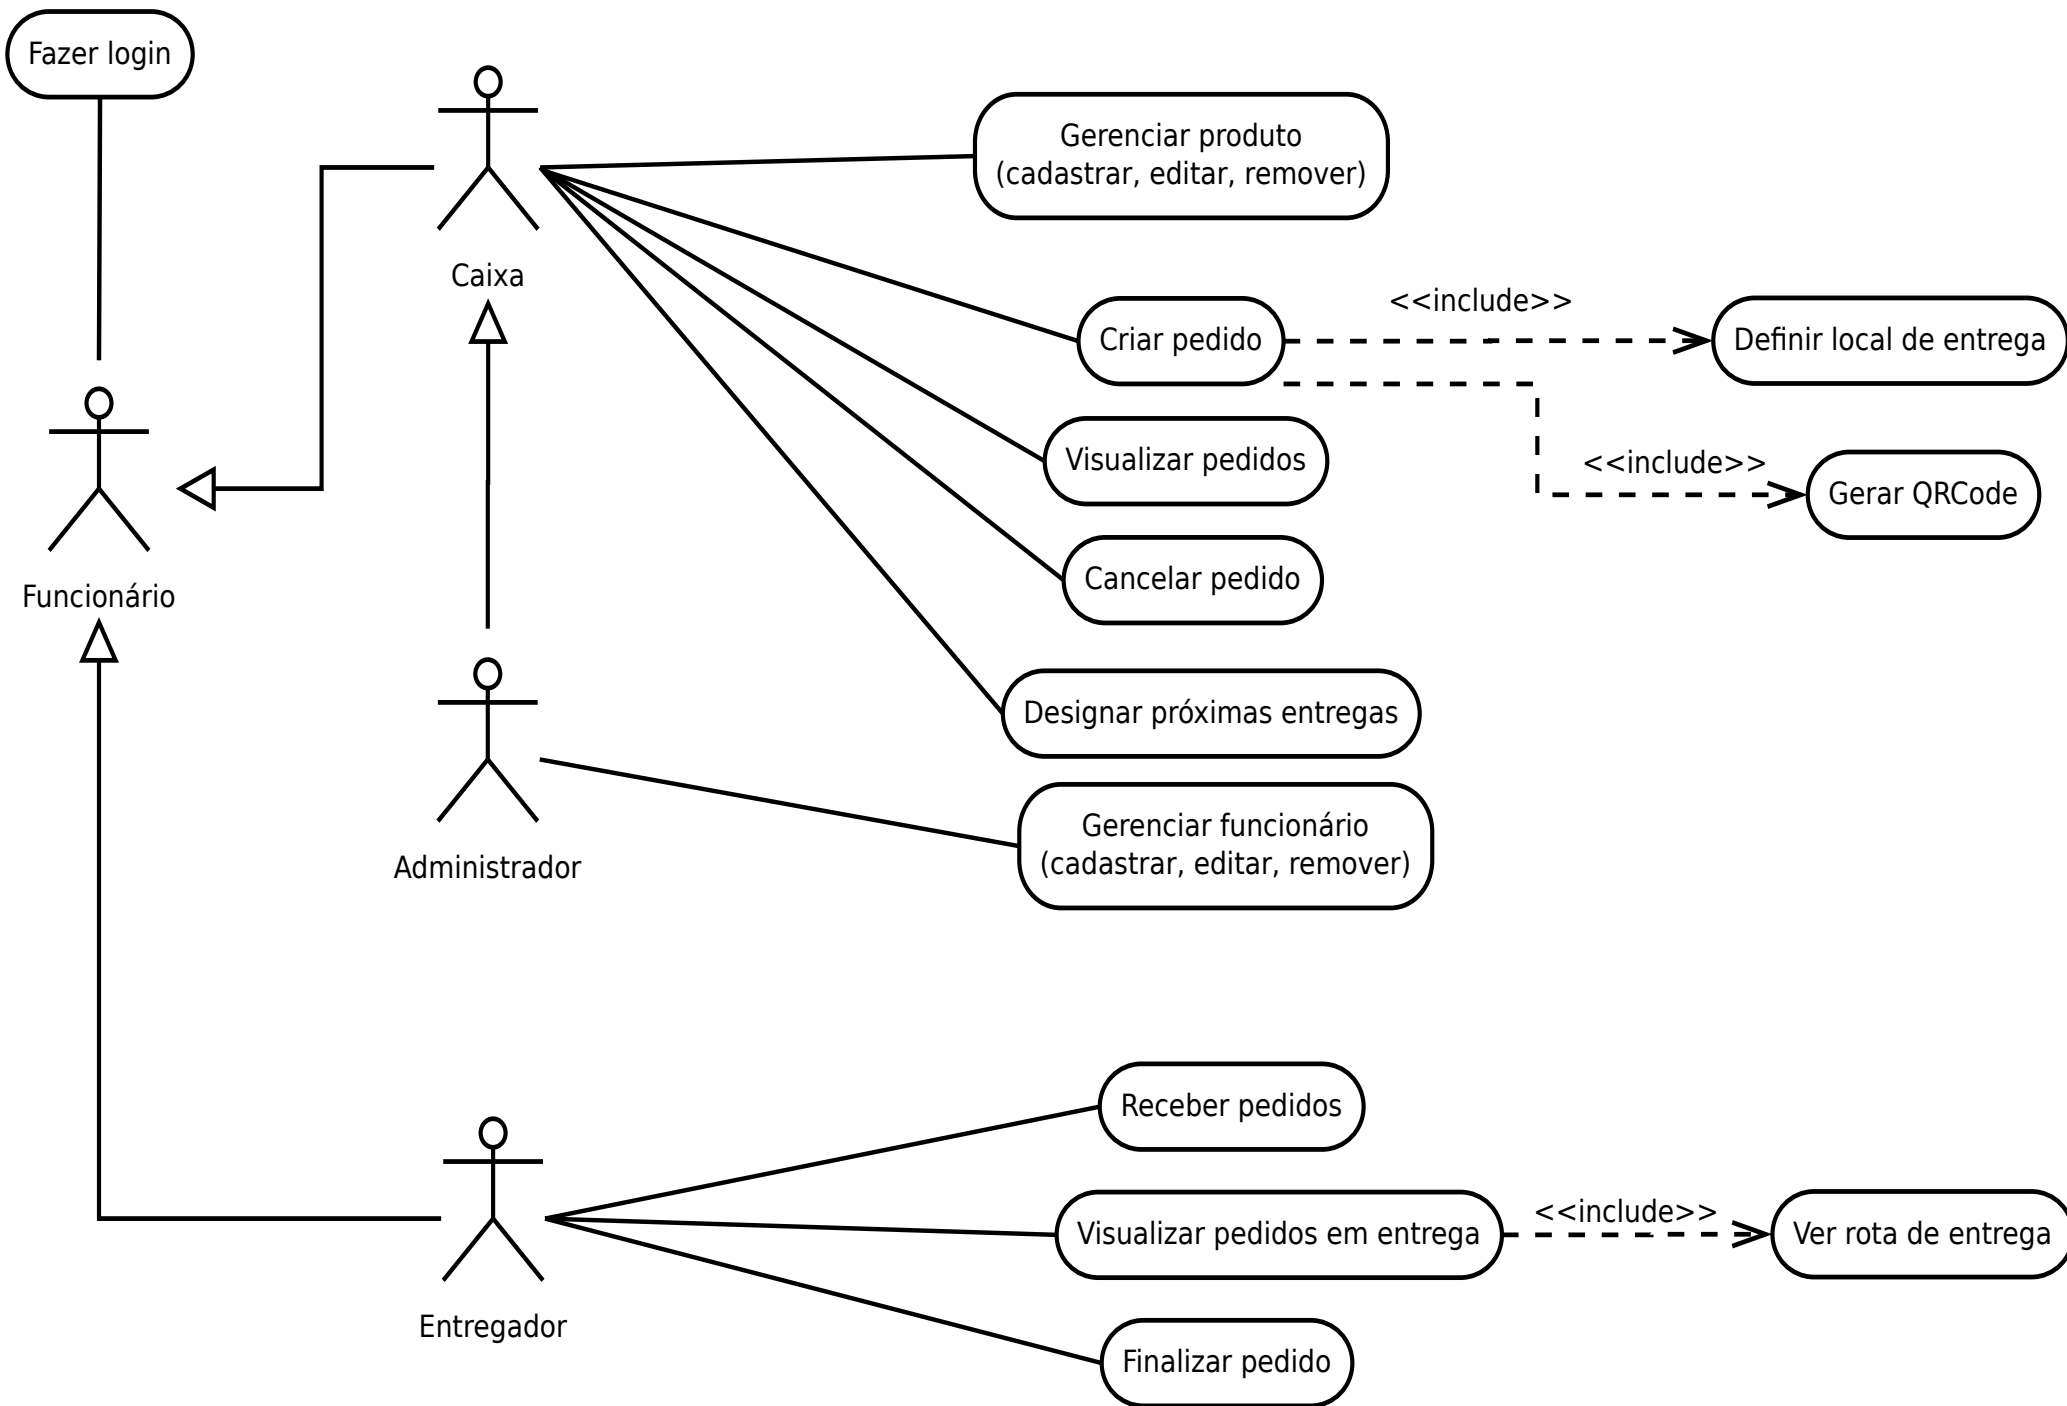 Fazer login
Caixa
Gerenciar produto
(cadastrar, editar, remover)
<<include>>
Criar pedido
Definir local de entrega
Visualizar pedidos
<<include>>
Gerar QRCode
Cancelar pedido
Funcionário
Designar próximas entregas
Administrador
Gerenciar funcionário
(cadastrar, editar, remover)
Receber pedidos
<<include>>
Visualizar pedidos em entrega
Ver rota de entrega
Entregador
Finalizar pedido